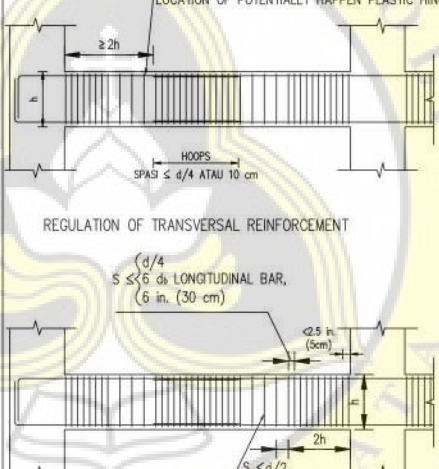 LOCATION OF POTENTIALLY HAPPEN PLASTIC HIN
≥ 2h
h
HOOPS
SPASI ≤ d/4 ATAU 10 cm
REGULATION OF TRANSVERSAL REINFORCEMENT
d/4
S ≤ 6 db LONGITUDINAL BAR,
6 in. (30 cm)
<2.5 in.
(5cm)
h
2h
S ≤ d/2